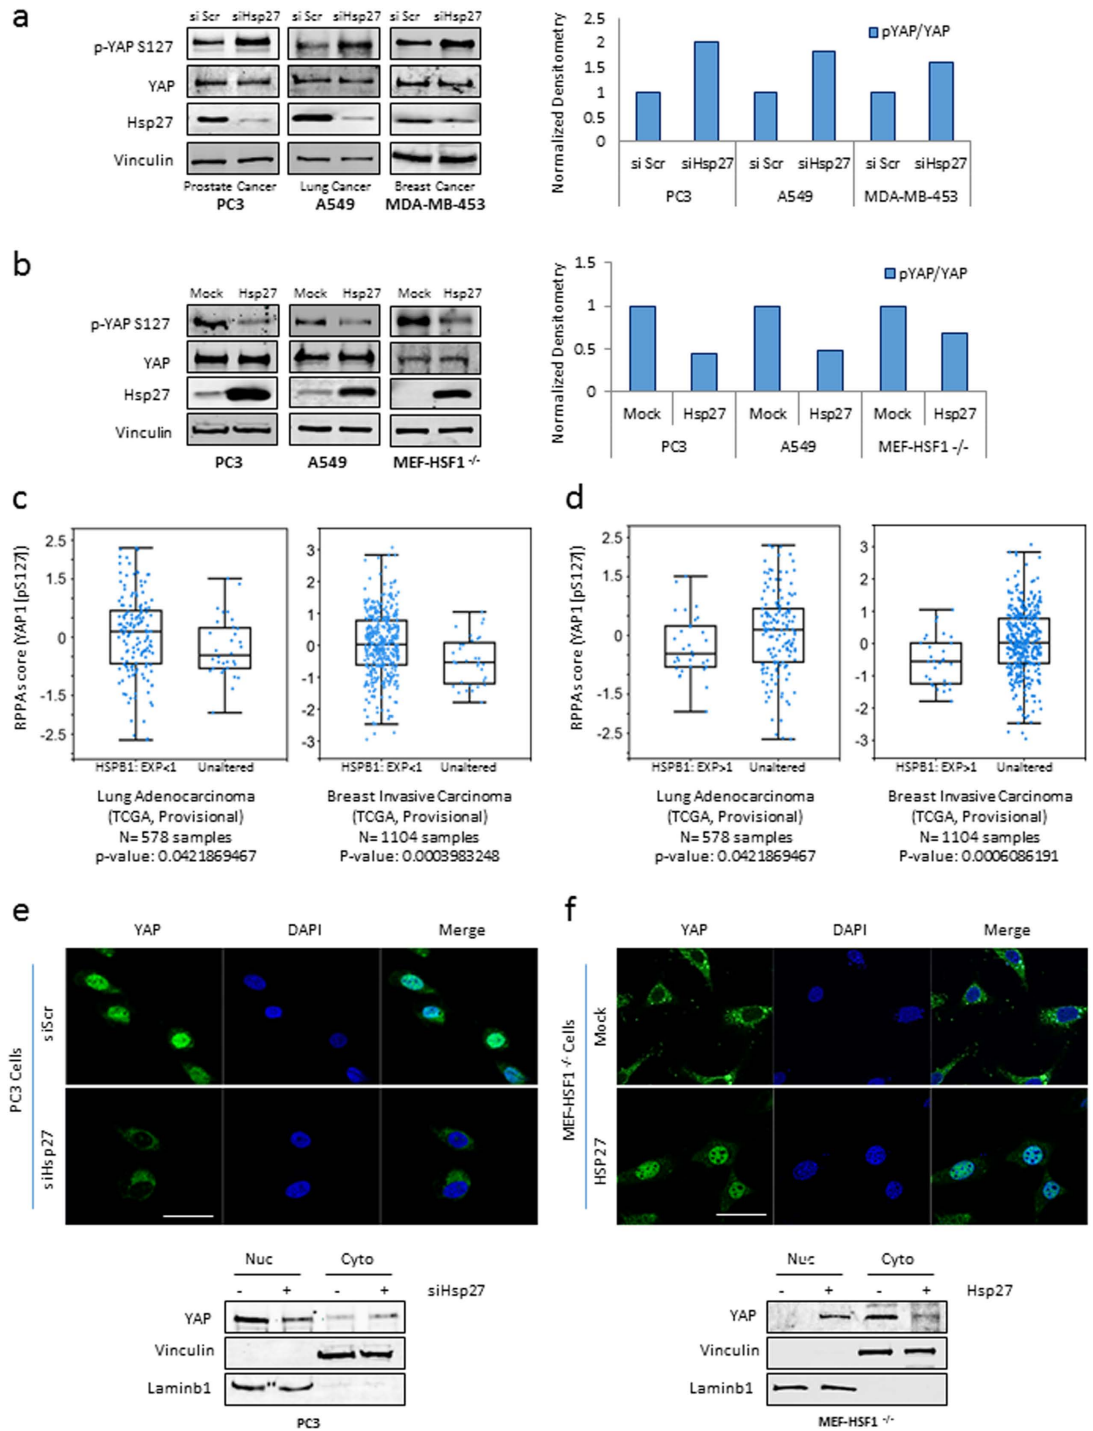 a
si Scr siHsp27 si Scr siHsp27 si Scr siHsp27
p-YAP S127
YAP
Hsp27
Vinculin
Prostate Cancer Lung Cancer Breast Cancer
PC3 A549 MDA-MB-453
Normalized Densitometry
2.5
2
1.5
1
0.5
0
pYAP/YAP
si Scr siHsp27 si Scr siHsp27 si Scr siHsp27
PC3 A549 MDA-MB-453
b
Mock Hsp27 Mock Hsp27 Mock Hsp27
p-YAP S127
YAP
Hsp27
Vinculin
PC3 A549 MEF-HSF1 -/-
Normalized Densitometry
1.5
1
0.5
0
pYAP/YAP
Mock Hsp27 Mock Hsp27 Mock Hsp27
PC3 A549 MEF-HSF1 -/-
c
RPPAs core (YAP1 [pS127])
2.5
1.5
0
-1.5
-2.5
HSPB1: EXP<1 Unaltered
Lung Adenocarcinoma
(TCGA, Provisional)
N= 578 samples
p-value: 0.0421869467
3
2
1
0
-1
-2
-3
HSPB1: EXP<1 Unaltered
Breast Invasive Carcinoma
(TCGA, Provisional)
N= 1104 samples
P-value: 0.0003983248
d
RPPAs core (YAP1 [pS127])
2.5
1.5
0
-1.5
-2.5
HSPB1: EXP>1 Unaltered
Lung Adenocarcinoma
(TCGA, Provisional)
N= 578 samples
p-value: 0.0421869467
3
2
1
0
-1
-2
-3
HSPB1: EXP>1 Unaltered
Breast Invasive Carcinoma
(TCGA, Provisional)
N= 1104 samples
P-value: 0.0006086191
e
YAP DAPI Merge
PC3 Cells
siScr
siHsp27
Nuc Cyto
- + - + siHsp27
YAP
Vinculin
Laminb1
PC3
f
YAP DAPI Merge
MEF-HSF1 -/- Cells
Mock
HSP27
Nuc Cyto
- + - + Hsp27
YAP
Vinculin
Laminb1
MEF-HSF1 -/-